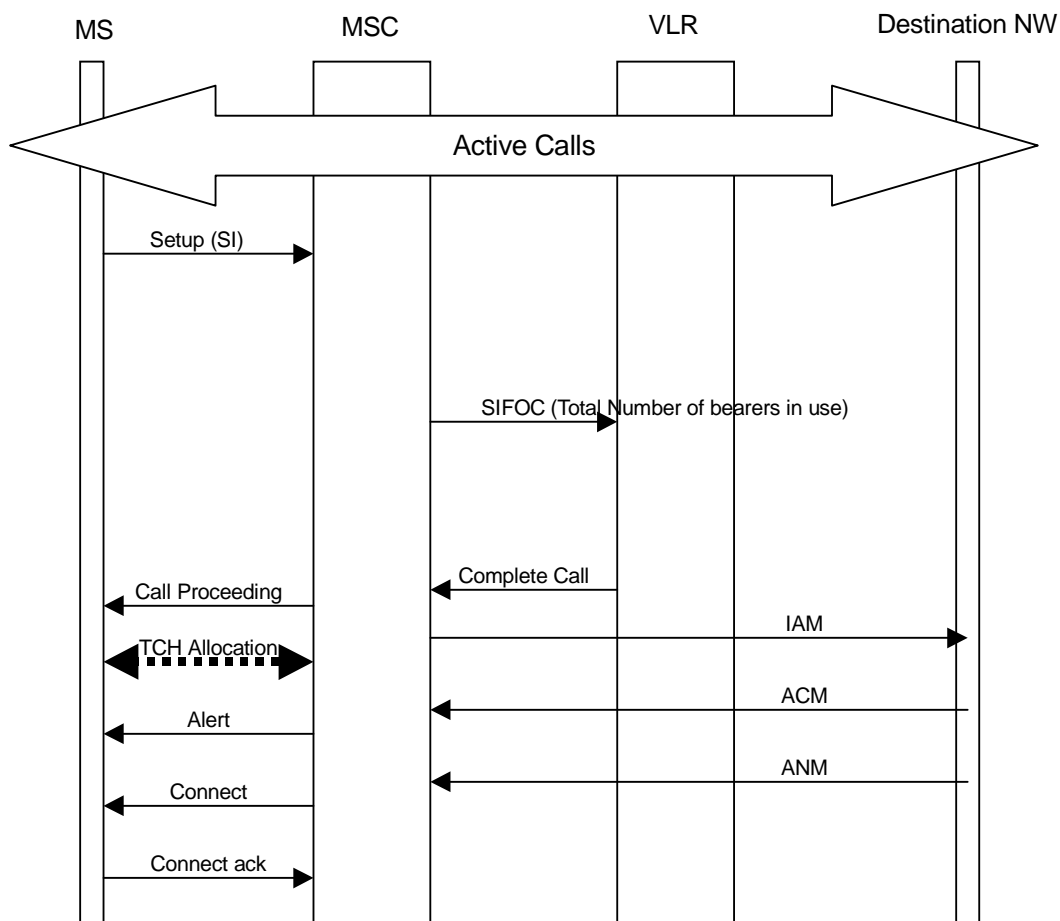 MS
MSC
VLR
Destination NW
Active Calls
Setup (SI)
SIFOC (Total Number of bearers in use)
Complete Call
Call Proceeding
IAM
TCH Allocation
ACM
Alert
ANM
Connect
Connect ack